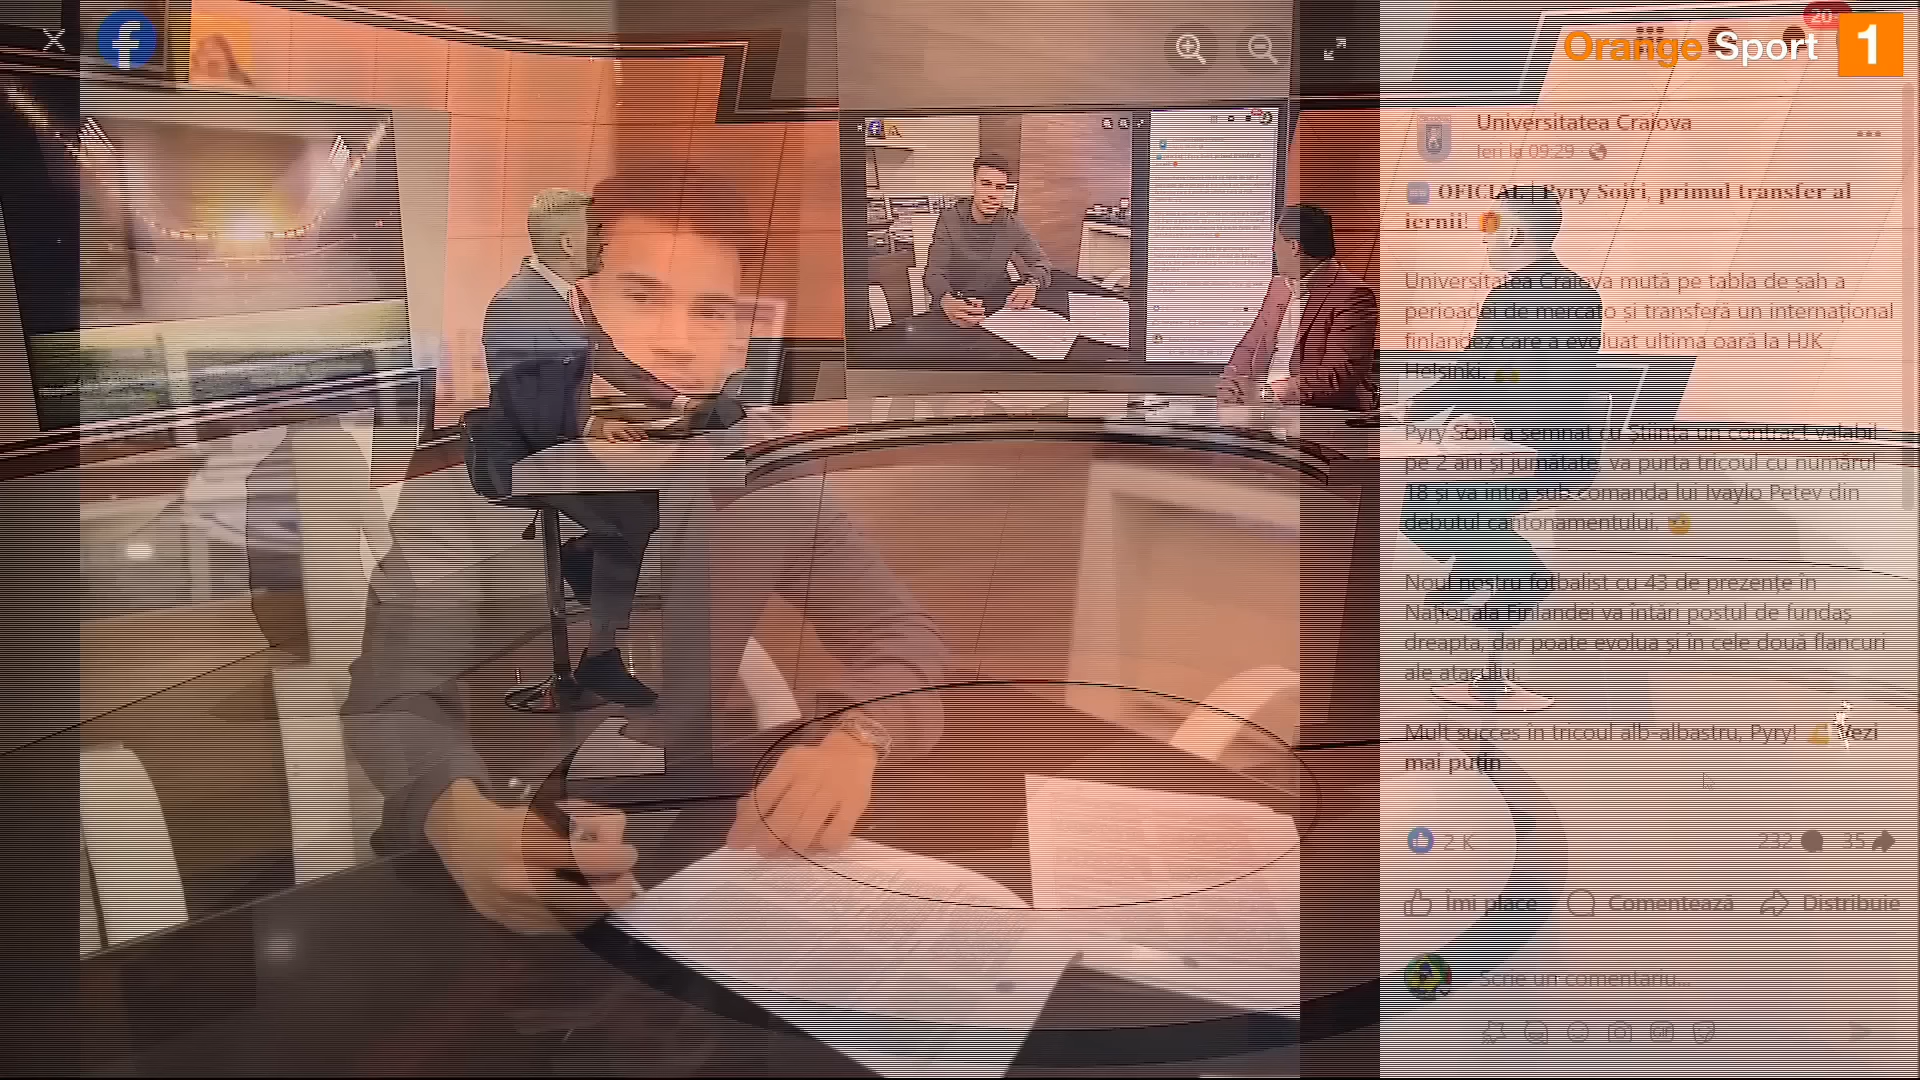 20+
Orange Sport 1
Universitatea Craiova
Ieri la 09:29
OFICIAL | Pyry Soiri, primul transfer al
iernii!
Universitatea Craiova mută pe tabla de șah a
perioadei de mercato și transferă un internațional
finlandez care a evoluat ultima oară la HJK
Helsinki.
Pyry Soiri a semnat cu Știința un contract valabil
pe 2 ani și jumătate, va purta tricoul cu numărul
18 și va intra sub comanda lui Ivaylo Petev din
debutul cantonamentului.
Noul nostru fotbalist cu 43 de prezențe în
Naționala Finlandei va întări postul de fundaș
dreapta, dar poate evolua și în cele două flancuri
ale atacului.
Mult succes în tricoul alb-albastru, Pyry! Vezi
mai puțin
2 K 232 35
Îmi place Comentează Distribuie
Scrie un comentariu...
GIF